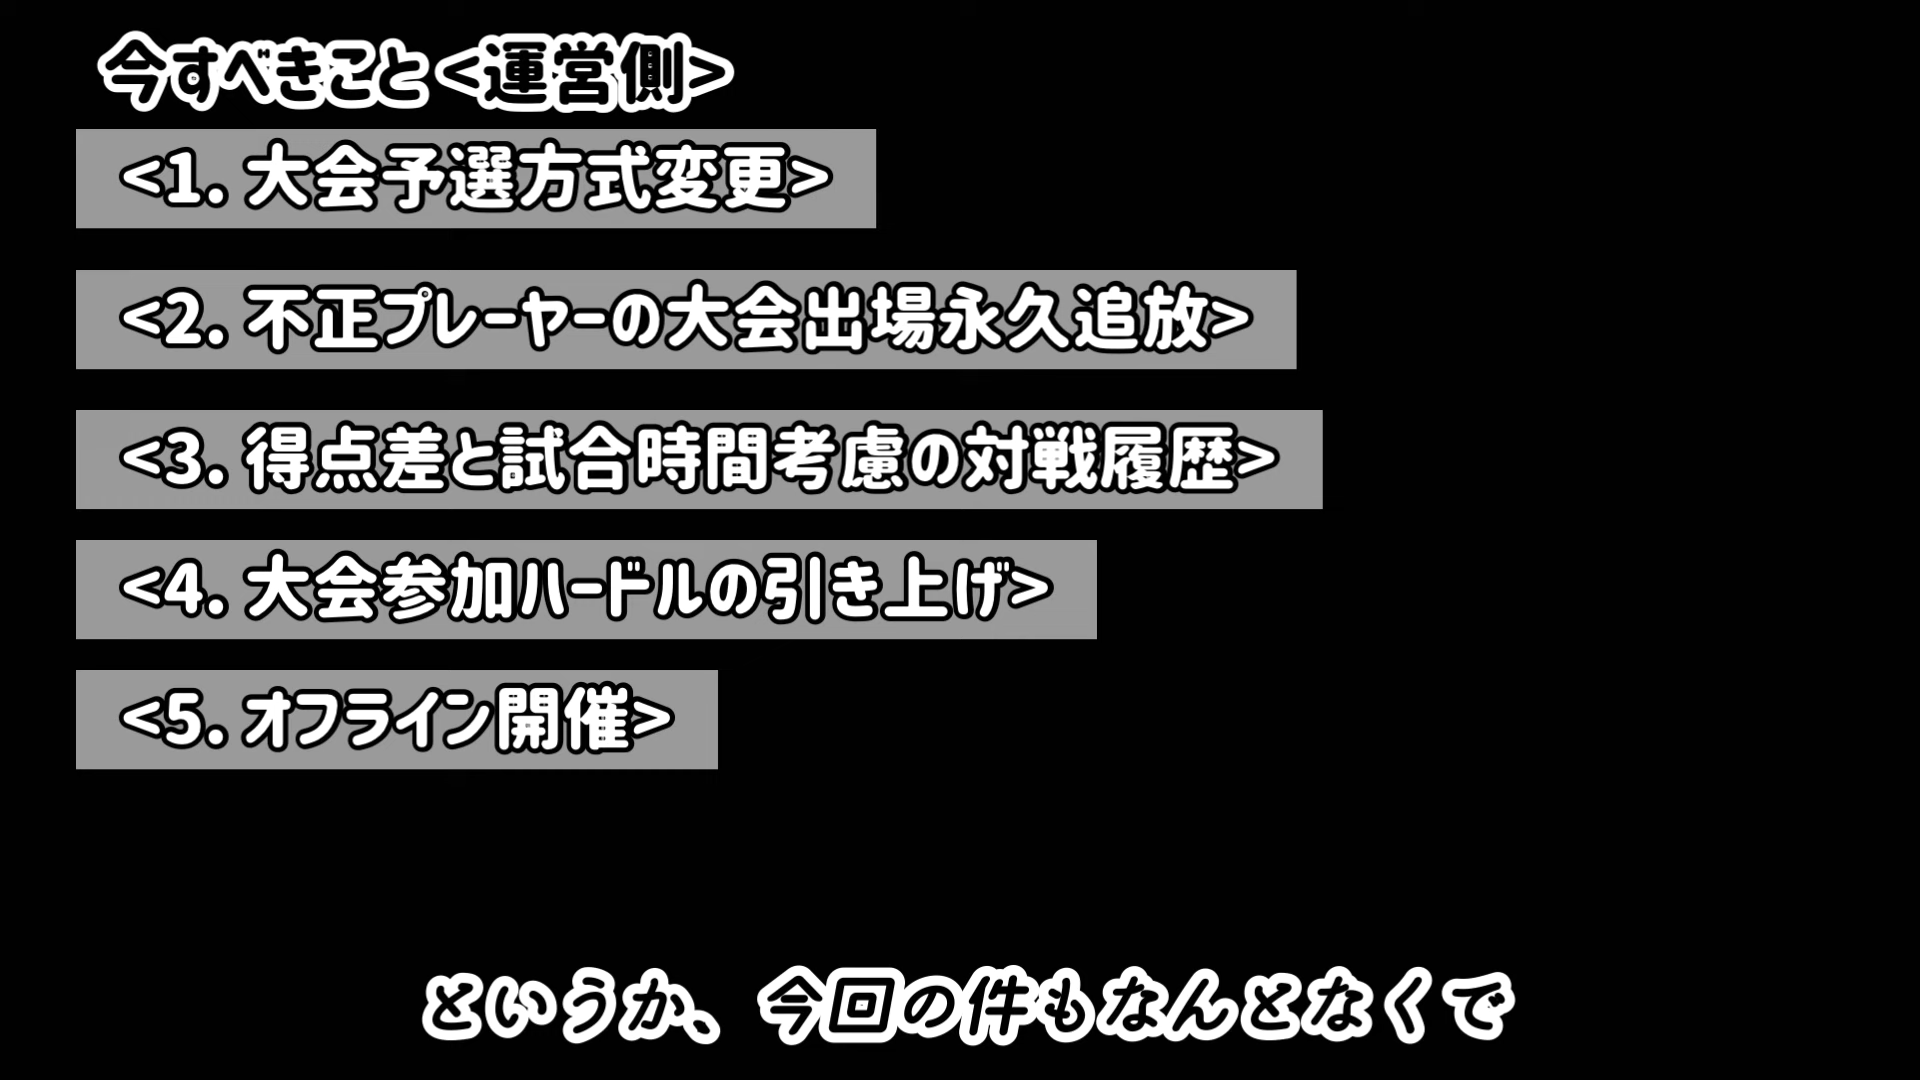 今すべきこと<運営側>
<1. 大会予選方式変更>
<2. 不正プレーヤーの大会出場永久追放>
<3. 得点差と試合時間考慮の対戦履歴>
<4. 大会参加ハードルの引き上げ>
<5. オフライン開催>
というか、今回の件もなんとなくで